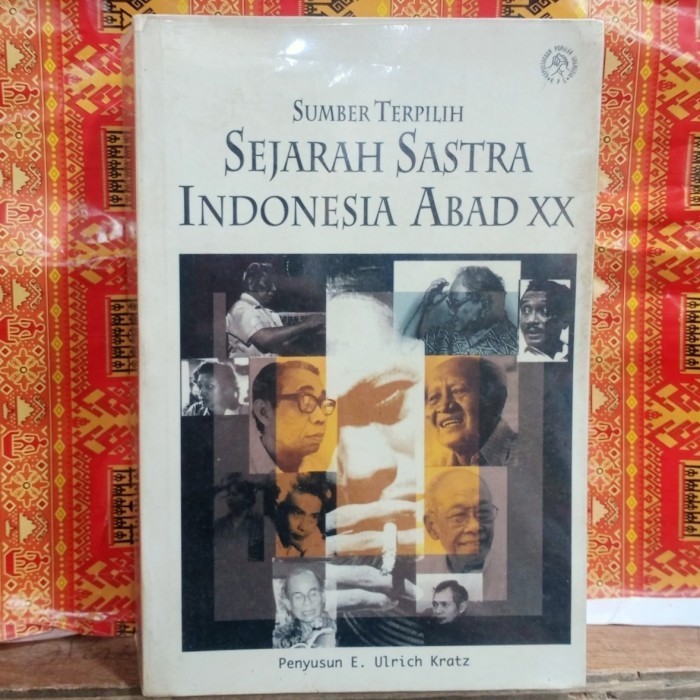 SUMBER TERPILIH
SEJARAH SASTRA
INDONESIA ABAD XX
Penyusun E. Ulrich Kratz